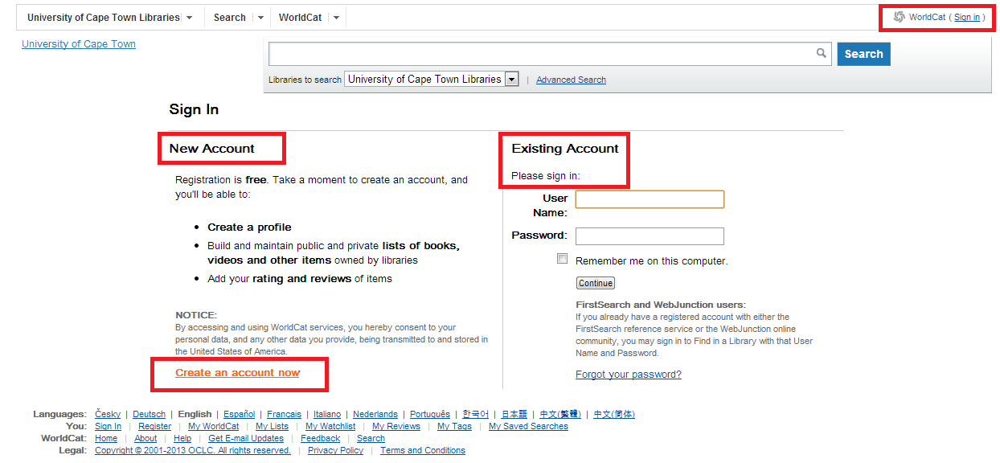 University of Cape Town Libraries Search WorldCat WorldCat ( Sign in )
University of Cape Town
Search
Libraries to search University of Cape Town Libraries | Advanced Search
Sign In
New Account
Registration is free. Take a moment to create an account, and
you'll be able to:
• Create a profile
• Build and maintain public and private lists of books,
videos and other items owned by libraries
• Add your rating and reviews of items
NOTICE:
By accessing and using WorldCat services, you hereby consent to your
personal data, and any other data you provide, being transmitted to and stored in
the United States of America.
Create an account now
Existing Account
Please sign in:
User
Name:
Password:
Remember me on this computer.
Continue
FirstSearch and WebJunction users:
If you already have a registered account with either the
FirstSearch reference service or the WebJunction online
community, you may sign in to Find in a Library with that User
Name and Password.
Forgot your password?
Languages: Česky | Deutsch | English | Español | Français | Italiano | Nederlands | Português | 한국어 | 日本語 | 中文(繁體) | 中文(简体)
You: Sign In | Register | My WorldCat | My Lists | My Watchlist | My Reviews | My Tags | My Saved Searches
WorldCat: Home | About | Help | Get E-mail Updates | Feedback | Search
Legal: Copyright © 2001-2013 OCLC. All rights reserved. | Privacy Policy | Terms and Conditions